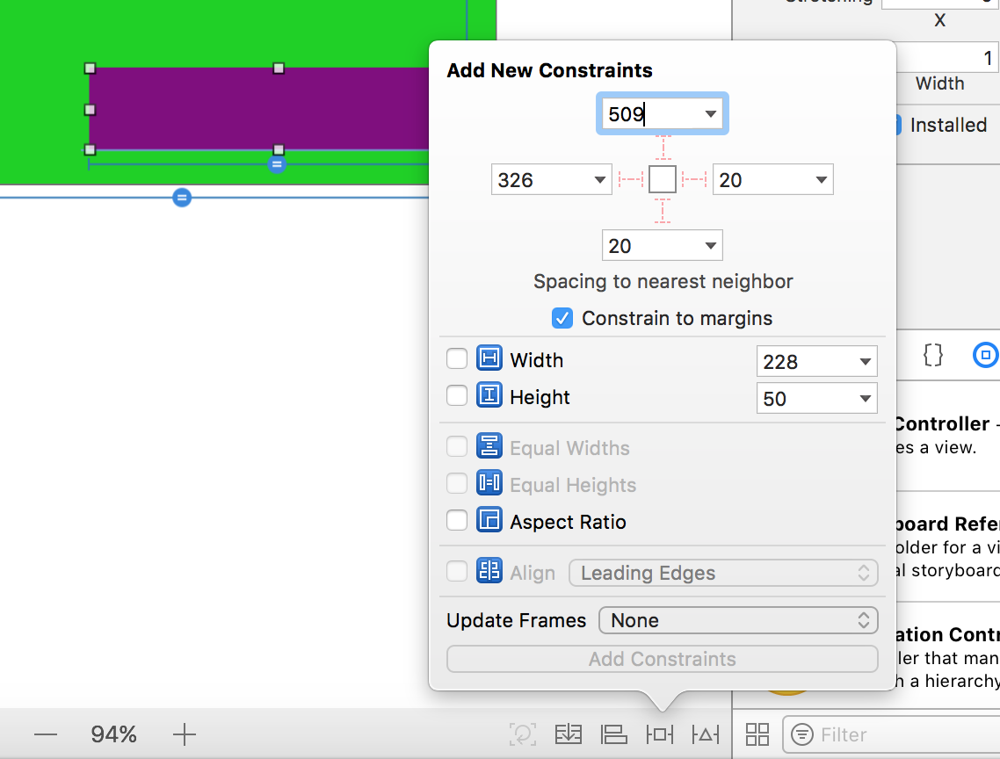 Stretching
X
Add New Constraints
509
1
Width
Installed
326
20
20
Spacing to nearest neighbor
Constrain to margins
Width
228
{}
Height
50
Controller -
es a view.
Equal Widths
Equal Heights
Aspect Ratio
board Refer
older for a vi
al storyboard
Align
Leading Edges
Update Frames
None
ation Contr
ller that man
h a hierarchy
Add Constraints
94%
Filter